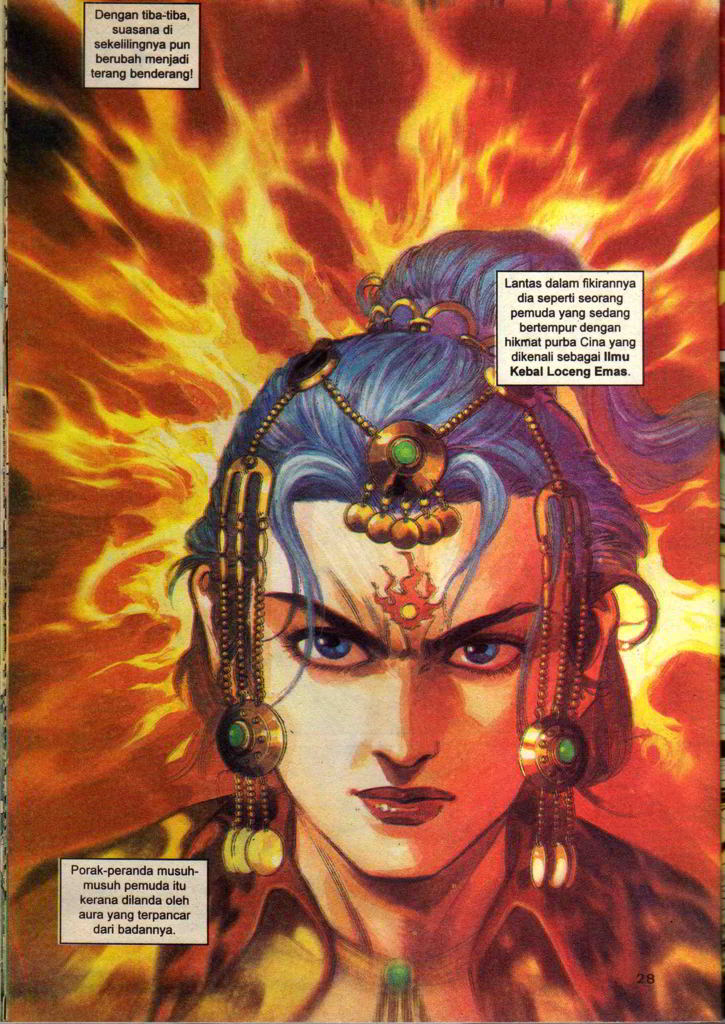 Dengan tiba-tiba,
suasana di
sekelilingnya pun
berubah menjadi
terang benderang!
Lantas dalam fikirannya
dia seperti seorang
pemuda yang sedang
bertempur dengan
hikmat purba Cina yang
dikenali sebagai Ilmu
Kebal Loceng Emas.
Porak-peranda musuh-
musuh pemuda itu
kerana dilanda oleh
aura yang terpancar
dari badannya.
28